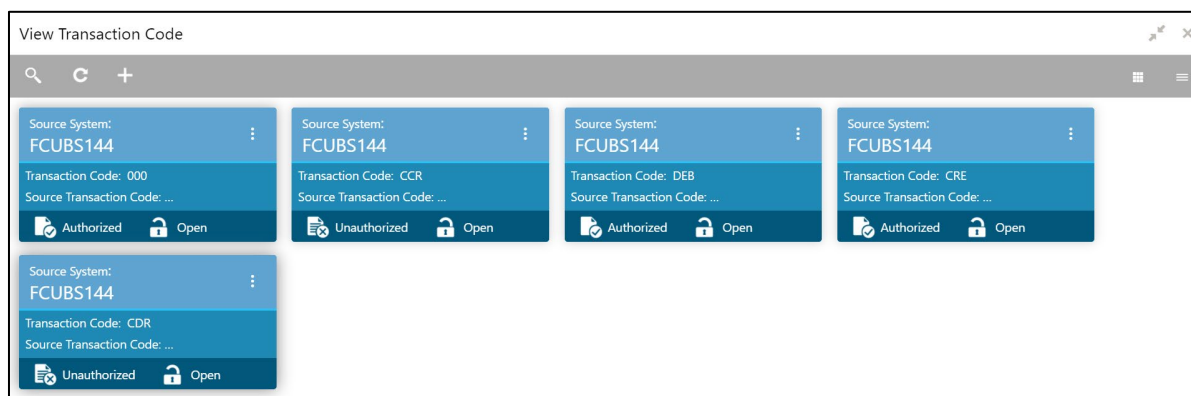 View Transaction Code
Source System:
FCUBS144
Transaction Code: 000
Source Transaction Code: ...
Authorized Open
Source System:
FCUBS144
Transaction Code: CCR
Source Transaction Code: ...
Unauthorized Open
Source System:
FCUBS144
Transaction Code: DEB
Source Transaction Code: ...
Authorized Open
Source System:
FCUBS144
Transaction Code: CRE
Source Transaction Code: ...
Authorized Open
Source System:
FCUBS144
Transaction Code: CDR
Source Transaction Code: ...
Unauthorized Open